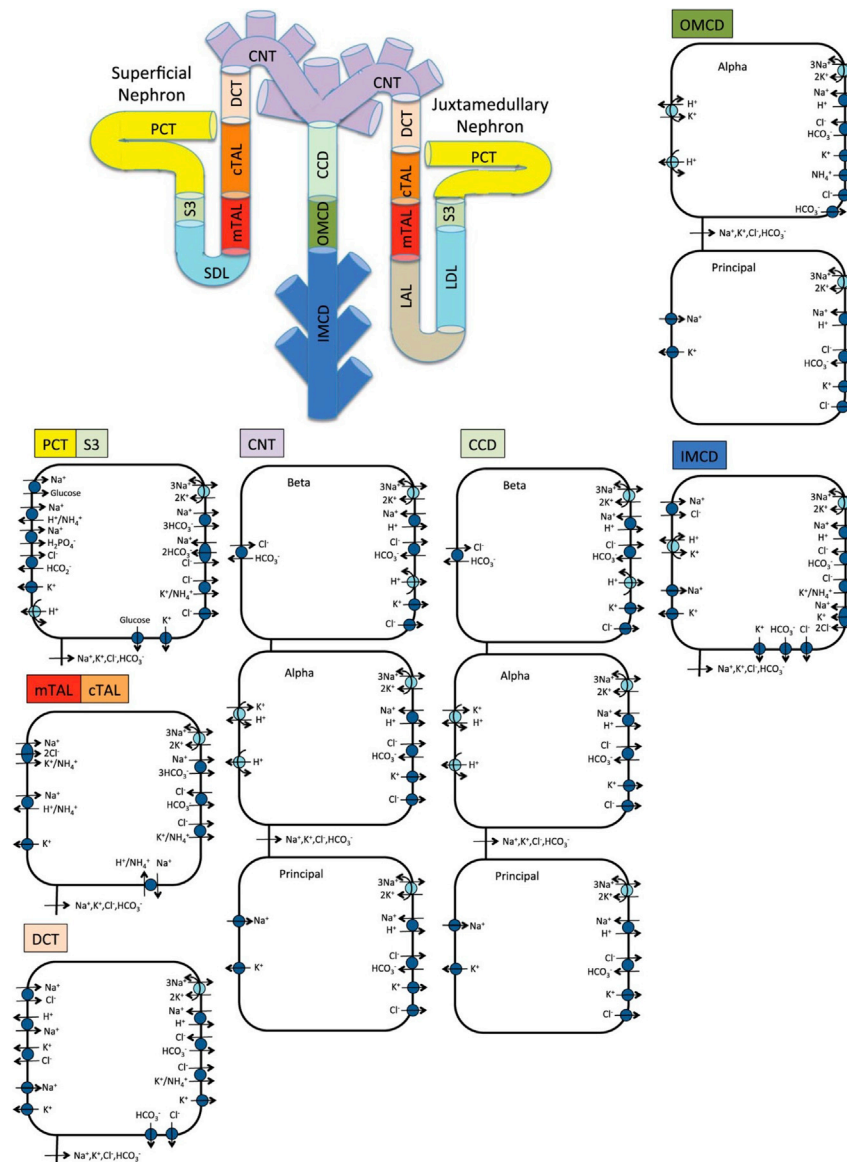 Superficial
Nephron
PCT
S3
SDL
mTAL
cTAL
DCT
CNT
CNT
CCD
OMCD
IMCD
Juxtamedullary
Nephron
DCT
cTAL
mTAL
LAL
LDL
S3
PCT
OMCD
Alpha
H⁺
K⁺
H⁺
3Na⁺
2K⁺
Na⁺
H⁺
Cl⁻
HCO₃⁻
K⁺
NH₄⁺
Cl⁻
HCO₃⁻
Na⁺,K⁺,Cl⁻,HCO₃⁻
Principal
Na⁺
K⁺
3Na⁺
2K⁺
Na⁺
H⁺
Cl⁻
HCO₃⁻
K⁺
Cl⁻
PCT S3
Na⁺
Glucose
Na⁺
H⁺/NH₄⁺
Na⁺
H₂PO₄⁻
Cl⁻
HCO₂⁻
K⁺
H⁺
3Na⁺
2K⁺
Na⁺
3HCO₃⁻
Na⁺
2HCO₃⁻
Cl⁻
Cl⁻
K⁺/NH₄⁺
Cl⁻
Glucose K⁺
Na⁺,K⁺,Cl⁻,HCO₃⁻
mTAL cTAL
Na⁺
2Cl⁻
K⁺/NH₄⁺
Na⁺
H⁺/NH₄⁺
K⁺
3Na⁺
2K⁺
Na⁺
3HCO₃⁻
Cl⁻
HCO₃⁻
Cl⁻
K⁺/NH₄⁺
H⁺/NH₄⁺ Na⁺
Na⁺,K⁺,Cl⁻,HCO₃⁻
DCT
Na⁺
Cl⁻
H⁺
Na⁺
K⁺
Cl⁻
Na⁺
K⁺
3Na⁺
2K⁺
Na⁺
H⁺
Cl⁻
HCO₃⁻
Cl⁻
K⁺/NH₄⁺
K⁺
HCO₃⁻ Cl⁻
Na⁺,K⁺,Cl⁻,HCO₃⁻
CNT
Beta
Cl⁻
HCO₃⁻
3Na⁺
2K⁺
Na⁺
H⁺
Cl⁻
HCO₃⁻
H⁺
K⁺
Cl⁻
Alpha
K⁺
H⁺
H⁺
3Na⁺
2K⁺
Na⁺
H⁺
Cl⁻
HCO₃⁻
K⁺
Cl⁻
Na⁺,K⁺,Cl⁻,HCO₃⁻
Principal
Na⁺
K⁺
3Na⁺
2K⁺
Na⁺
H⁺
Cl⁻
HCO₃⁻
K⁺
Cl⁻
CCD
Beta
Cl⁻
HCO₃⁻
3Na⁺
2K⁺
Na⁺
H⁺
Cl⁻
HCO₃⁻
H⁺
K⁺
Cl⁻
Alpha
K⁺
H⁺
H⁺
3Na⁺
2K⁺
Na⁺
H⁺
Cl⁻
HCO₃⁻
K⁺
Cl⁻
Na⁺,K⁺,Cl⁻,HCO₃⁻
Principal
Na⁺
K⁺
3Na⁺
2K⁺
Na⁺
H⁺
Cl⁻
HCO₃⁻
K⁺
Cl⁻
IMCD
Na⁺
Cl⁻
H⁺
K⁺
Na⁺
K⁺
3Na⁺
2K⁺
Na⁺
H⁺
Cl⁻
HCO₃⁻
Cl⁻
K⁺/NH₄⁺
Na⁺
K⁺
2Cl⁻
K⁺ HCO₃⁻ Cl⁻
Na⁺,K⁺,Cl⁻,HCO₃⁻